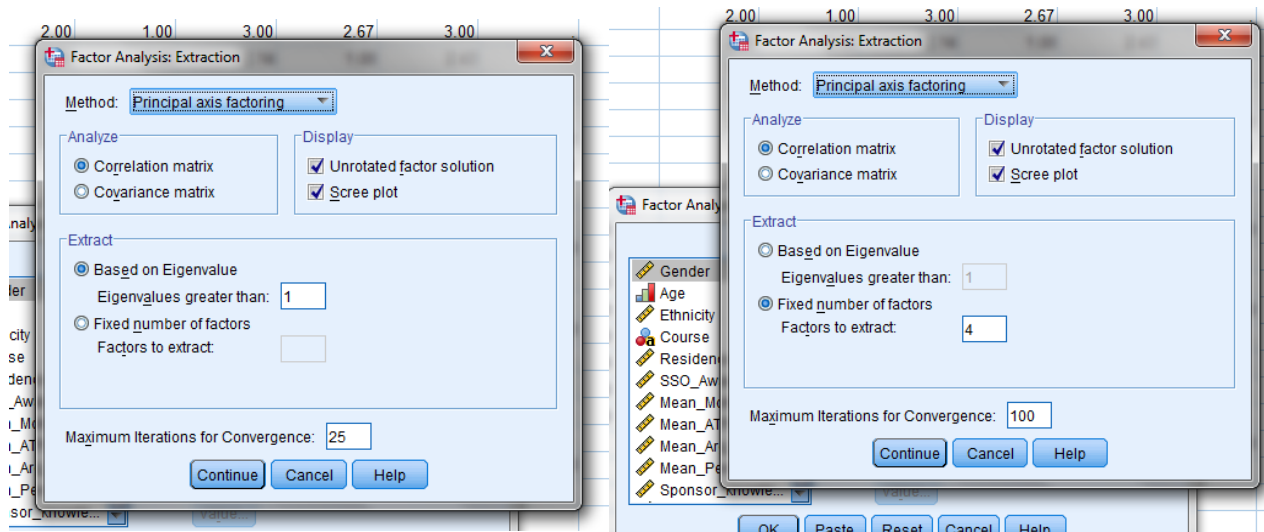 2.00 1.00 3.00 2.67 3.00
Factor Analysis: Extraction
Method: Principal axis factoring
Analyze
Correlation matrix
Covariance matrix
Display
Unrotated factor solution
Scree plot
Extract
Based on Eigenvalue
Eigenvalues greater than: 1
Fixed number of factors
Factors to extract:
Maximum Iterations for Convergence: 25
Continue Cancel Help
2.00 1.00 3.00 2.67 3.00
Factor Analysis: Extraction
Method: Principal axis factoring
Analyze
Correlation matrix
Covariance matrix
Display
Unrotated factor solution
Scree plot
Extract
Based on Eigenvalue
Eigenvalues greater than: 1
Fixed number of factors
Factors to extract: 4
Maximum Iterations for Convergence: 100
Continue Cancel Help
Factor Analy
Gender
Age
Ethnicity
Course
Residen
SSO_Aw
Mean_Mo
Mean_AT
Mean_Ar
Mean_Pe
Sponsor_Knowle...
Value...
OK Paste Reset Cancel Help